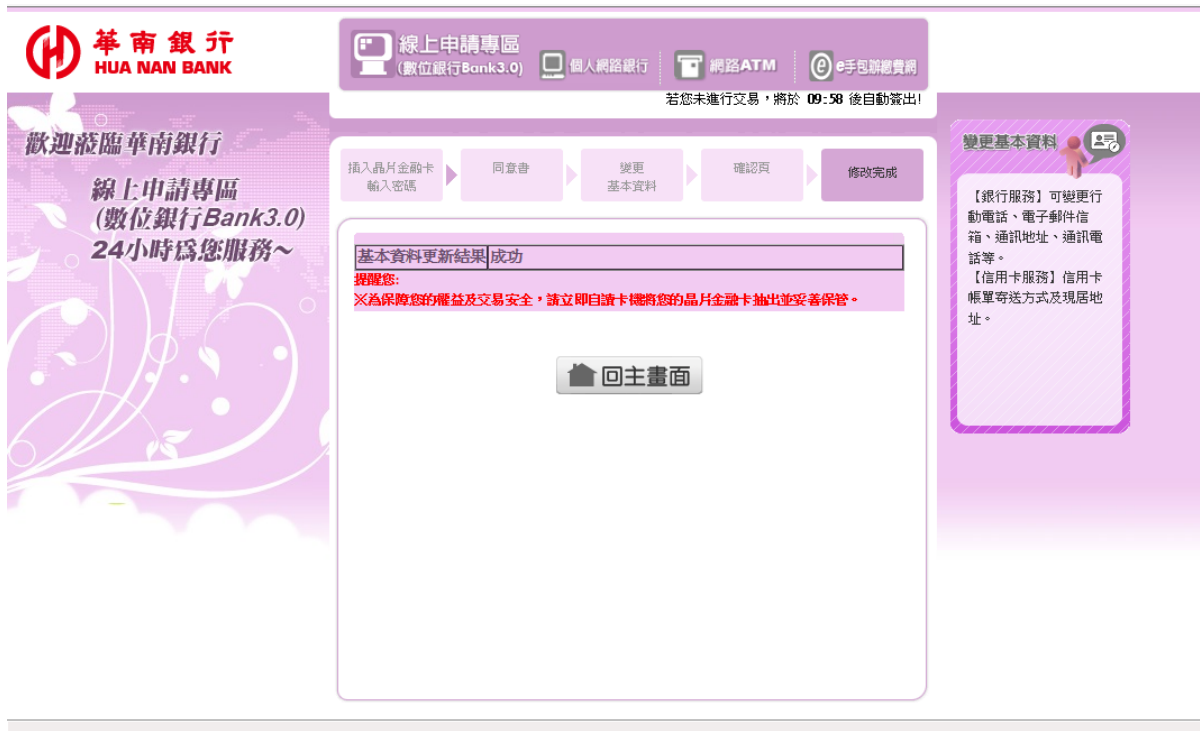 華南銀行
HUA NAN BANK
線上申請專區
(數位銀行Bank3.0)
個人網路銀行
網路ATM
e手包辦繳費網
若您未進行交易，將於 09:58 後自動簽出!
歡迎蒞臨華南銀行
線上申請專區
(數位銀行Bank3.0)
24小時為您服務～
插入晶片金融卡
輸入密碼
同意書
變更
基本資料
確認頁
修改完成
基本資料更新結果 成功
提醒您:
※為保障您的權益及交易安全，請立即自讀卡機將您的晶片金融卡抽出並妥善保管。
回主畫面
變更基本資料
【銀行服務】可變更行
動電話、電子郵件信
箱、通訊地址、通訊電
話等。
【信用卡服務】信用卡
帳單寄送方式及現居地
址。